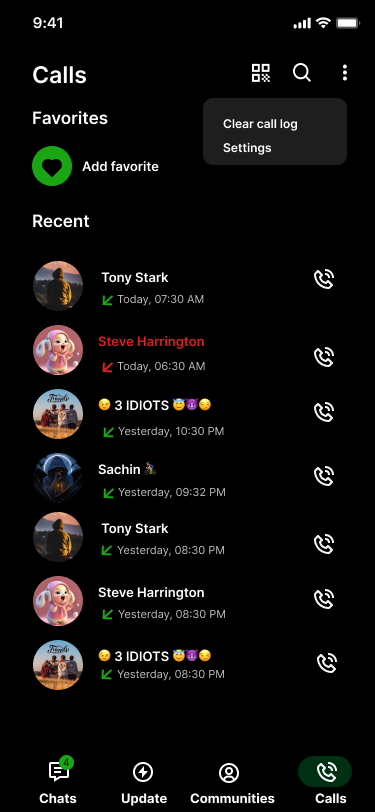 9:41
Calls
Clear call log
Settings
Favorites
Add favorite
Recent
Tony Stark
Today, 07:30 AM
Steve Harrington
Today, 06:30 AM
😉 3 IDIOTS 😇😈😏
Yesterday, 10:30 PM
Sachin
Yesterday, 09:32 PM
Tony Stark
Yesterday, 08:30 PM
Steve Harrington
Yesterday, 08:30 PM
😉 3 IDIOTS 😇😈😏
Yesterday, 08:30 PM
4
Chats
Update
Communities
Calls